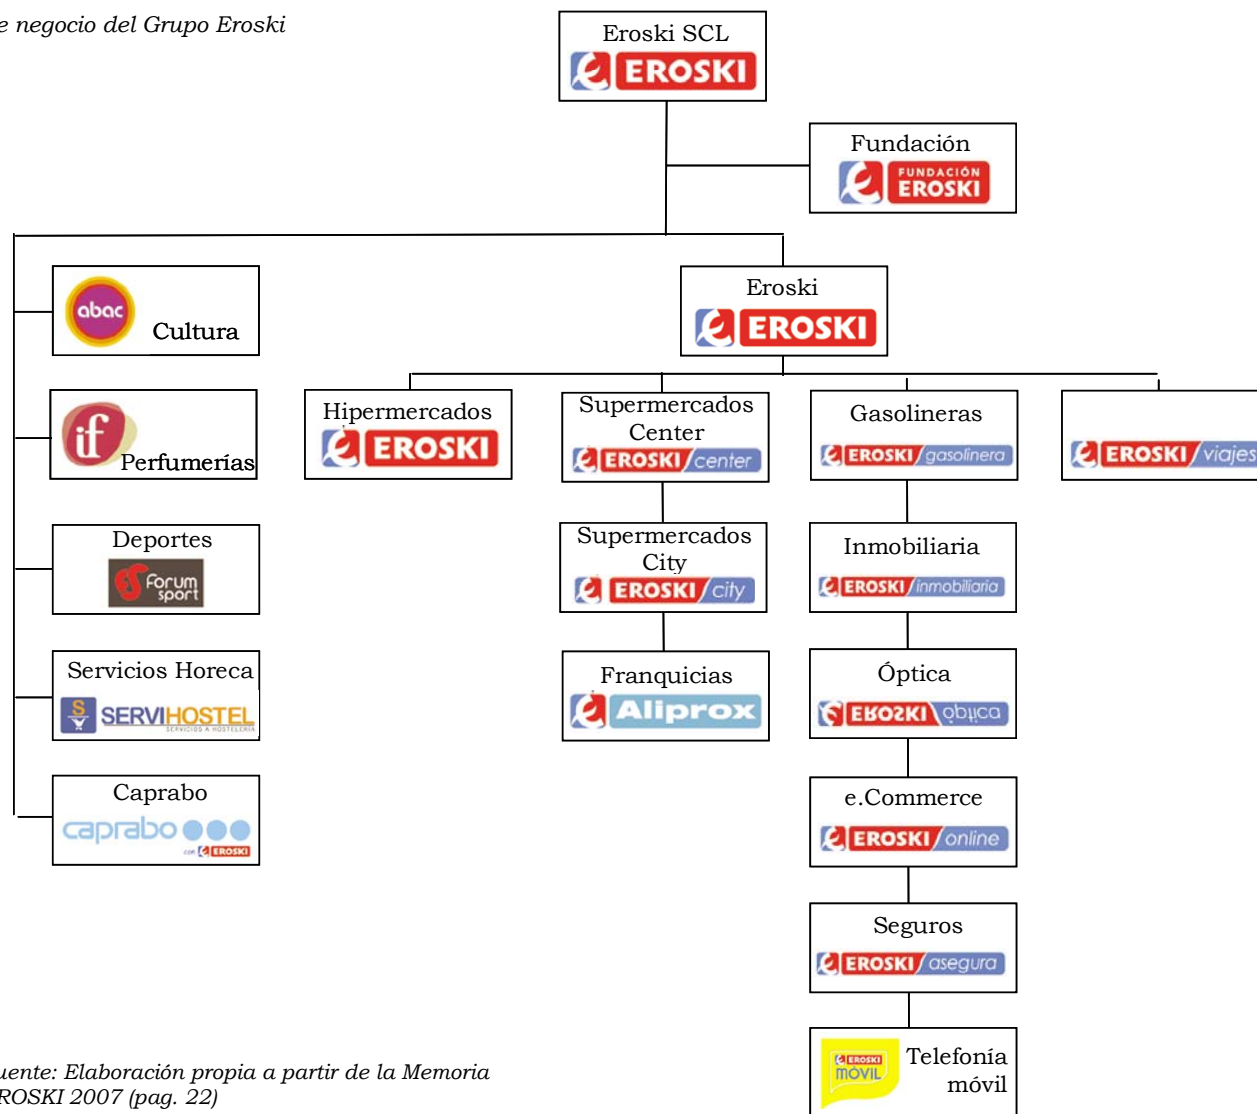 e negocio del Grupo Eroski
Eroski SCL
EROSKI
Fundación
FUNDACIÓN
EROSKI
abac
Cultura
Eroski
EROSKI
if
Perfumerías
Hipermercados
EROSKI
Supermercados
Center
EROSKI/center
Gasolineras
EROSKI/gasolinera
EROSKI/viajes
Deportes
Forum
sport
Supermercados
City
EROSKI/city
Inmobiliaria
EROSKI/inmobiliaria
Servicios Horeca
S
SERVIHOSTEL
SERVICIOS A HOSTELERÍA
Franquicias
Aliprox
Óptica
EROSKI óptica
Caprabo
caprabo
con EROSKI
e.Commerce
EROSKI/online
Seguros
EROSKI/asegura
EROSKI
MÓVIL
Telefonía
móvil
uente: Elaboración propia a partir de la Memoria
ROSKI 2007 (pag. 22)